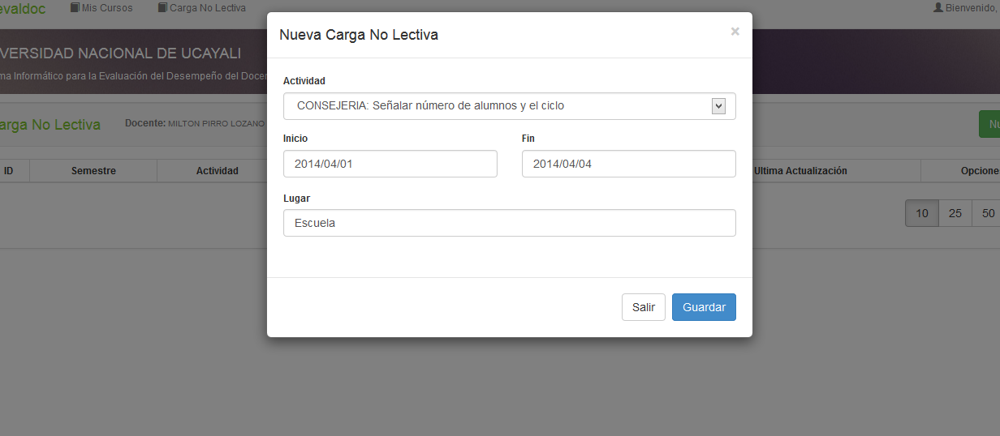 evaldoc Mis Cursos Carga No Lectiva Bienvenido,
Nueva Carga No Lectiva ×
VERSIDAD NACIONAL DE UCAYALI
ma Informático para la Evaluación del Desempeño del Docen
Actividad
CONSEJERIA: Señalar número de alumnos y el ciclo
arga No Lectiva Docente: MILTON PIRRO LOZANO Nu
Inicio Fin
2014/04/01 2014/04/04
ID Semestre Actividad Ultima Actualización Opciones
Lugar
Escuela
10 25 50
Salir Guardar